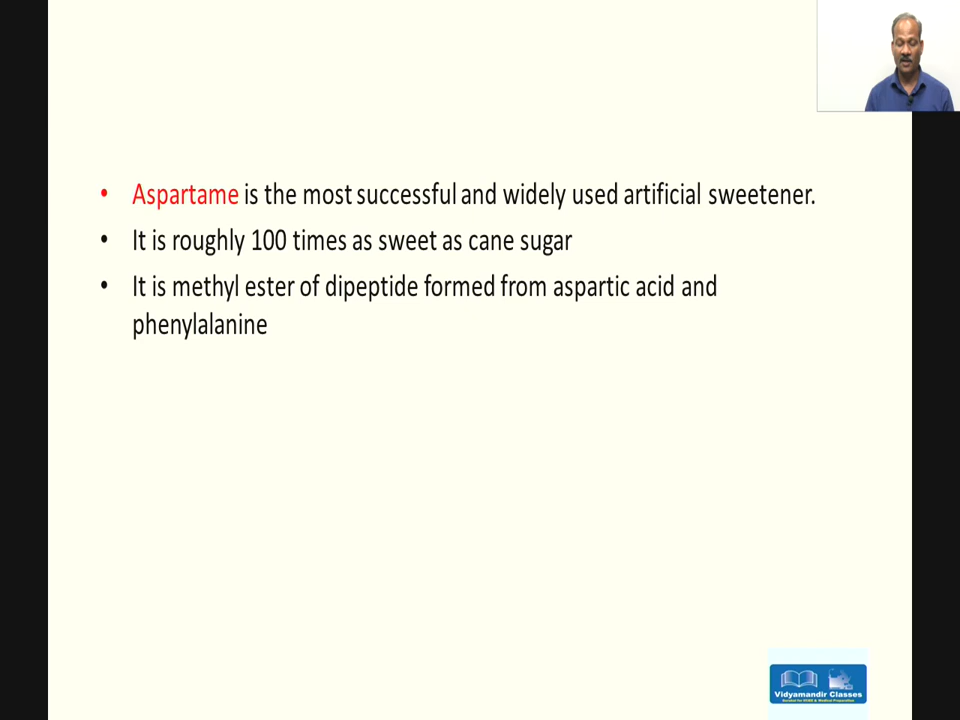 • Aspartame is the most successful and widely used artificial sweetener.
• It is roughly 100 times as sweet as cane sugar
• It is methyl ester of dipeptide formed from aspartic acid and
phenylalanine
Vidyamandir Classes